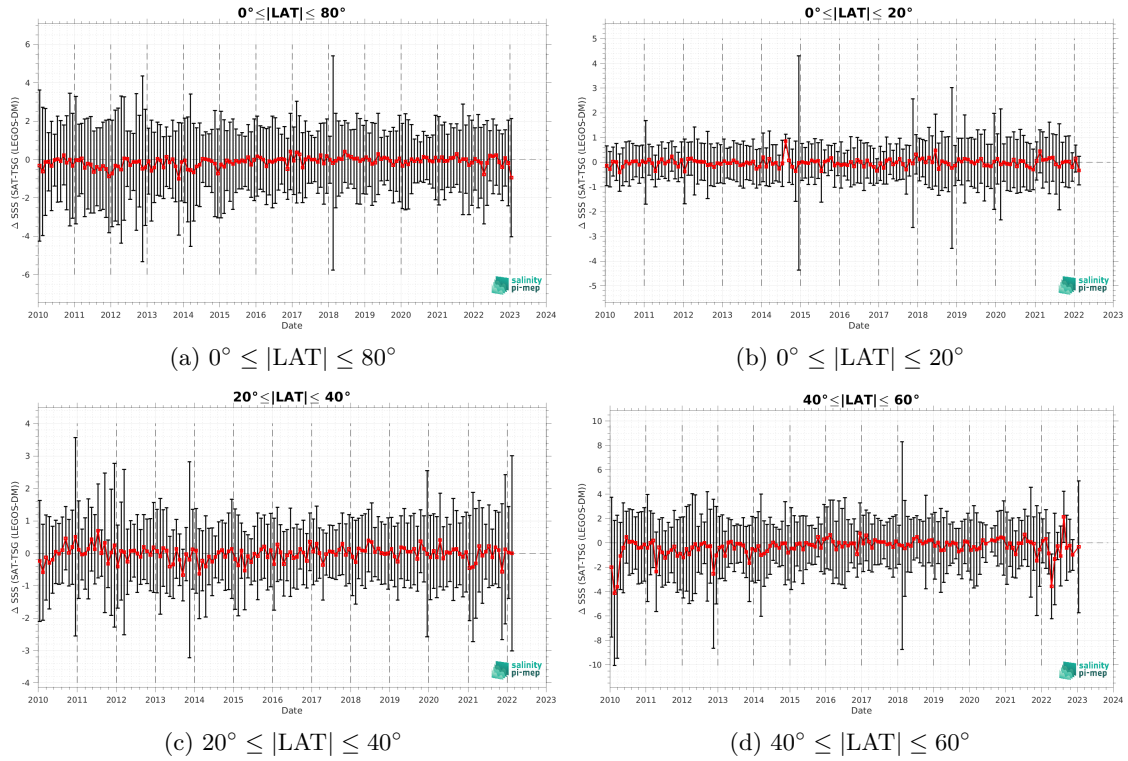 0°≤|LAT|≤ 80°
Δ SSS (SAT-TSG (LEGOS-DM))
6
4
2
0
-2
-4
-6
2010 2011 2012 2013 2014 2015 2016 2017 2018 2019 2020 2021 2022 2023 2024
Date
salinity
pi-mep
(a) 0° ≤ |LAT| ≤ 80°
0°≤|LAT|≤ 20°
Δ SSS (SAT-TSG (LEGOS-DM))
5
4
3
2
1
0
-1
-2
-3
-4
-5
2010 2011 2012 2013 2014 2015 2016 2017 2018 2019 2020 2021 2022 2023
Date
salinity
pi-mep
(b) 0° ≤ |LAT| ≤ 20°
20°≤|LAT|≤ 40°
Δ SSS (SAT-TSG (LEGOS-DM))
4
3
2
1
0
-1
-2
-3
-4
2010 2011 2012 2013 2014 2015 2016 2017 2018 2019 2020 2021 2022 2023
Date
salinity
pi-mep
(c) 20° ≤ |LAT| ≤ 40°
40°≤|LAT|≤ 60°
Δ SSS (SAT-TSG (LEGOS-DM))
10
8
6
4
2
0
-2
-4
-6
-8
-10
2010 2011 2012 2013 2014 2015 2016 2017 2018 2019 2020 2021 2022 2023 2024
Date
salinity
pi-mep
(d) 40° ≤ |LAT| ≤ 60°